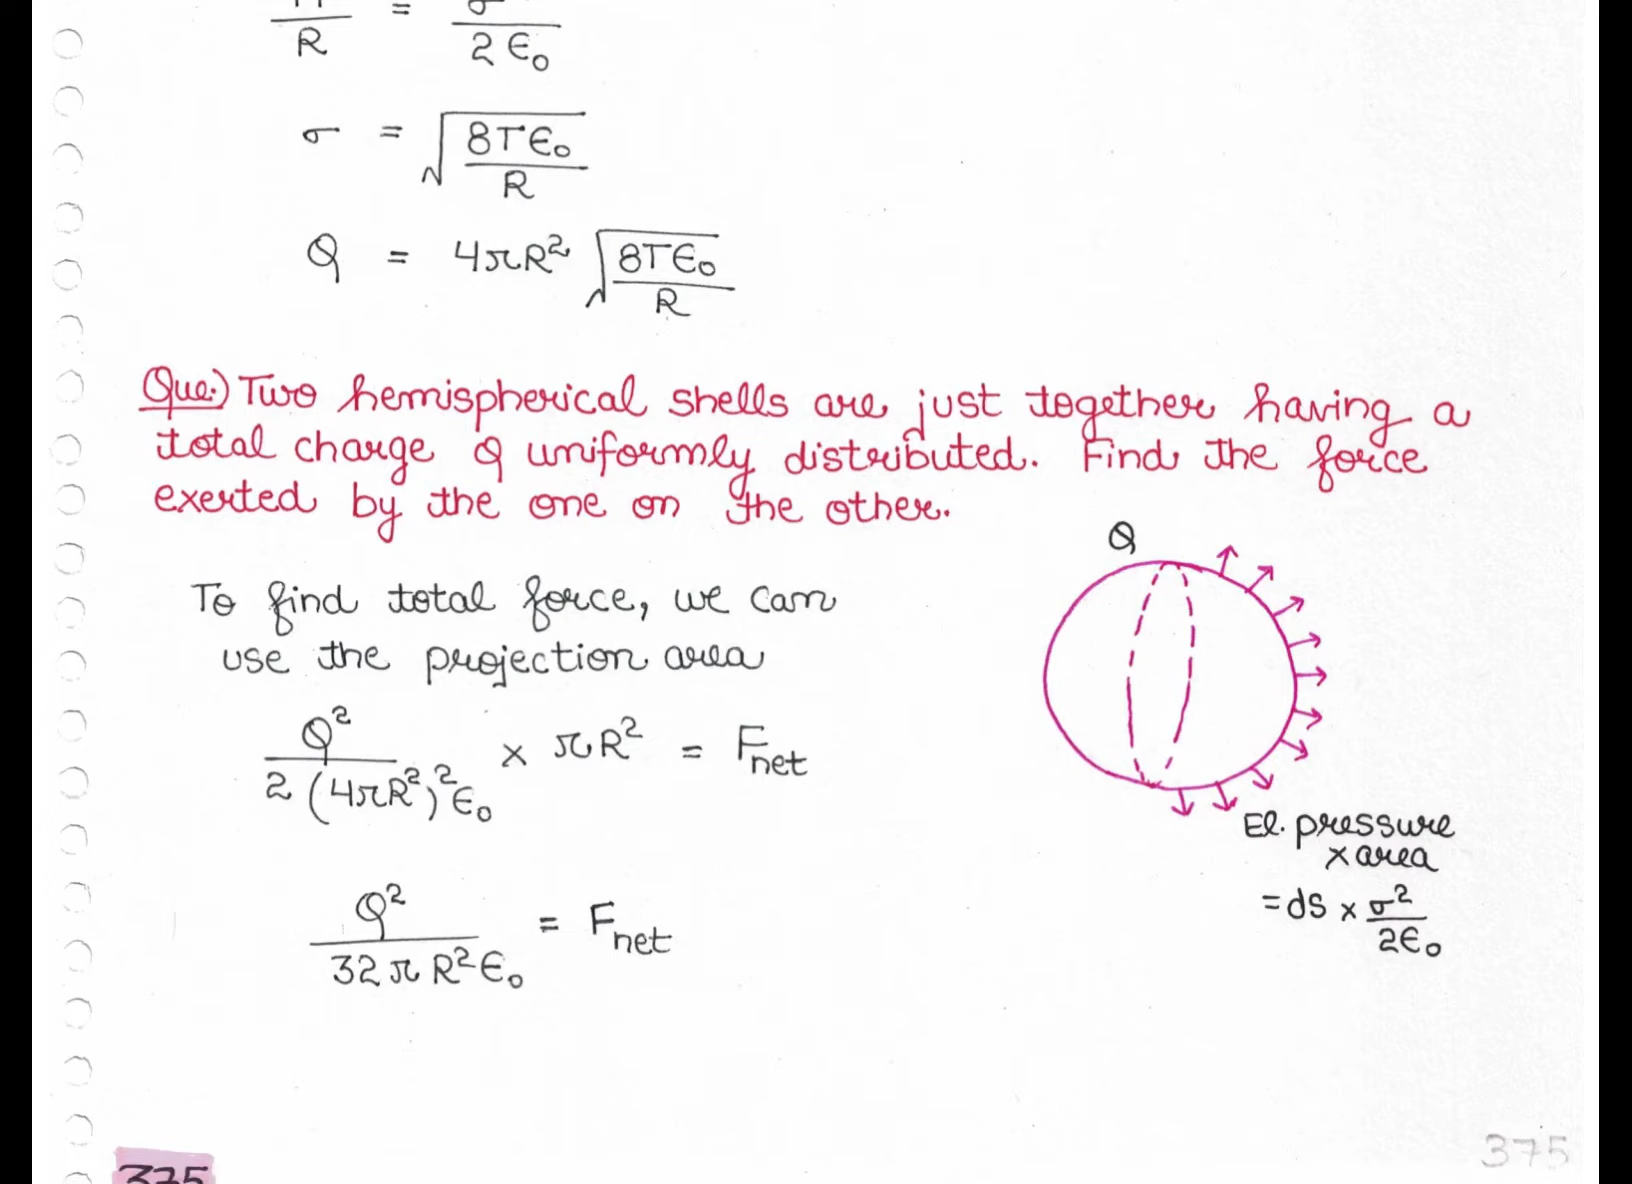 /R = σ/2ϵ₀
σ = √(8Tϵ₀/R)
Q = 4πR² √(8Tϵ₀/R)
Que.) Two hemispherical shells are just together having a
total charge Q uniformly distributed. Find the force
exerted by the one on the other.
Q
To find total force, we can
use the projection area
Q²/2(4πR²)²ϵ₀ × πR² = Fnet
El. pressure
× area
= dS × σ²/2ϵ₀
Q²/32πR²ϵ₀ = Fnet
375
375